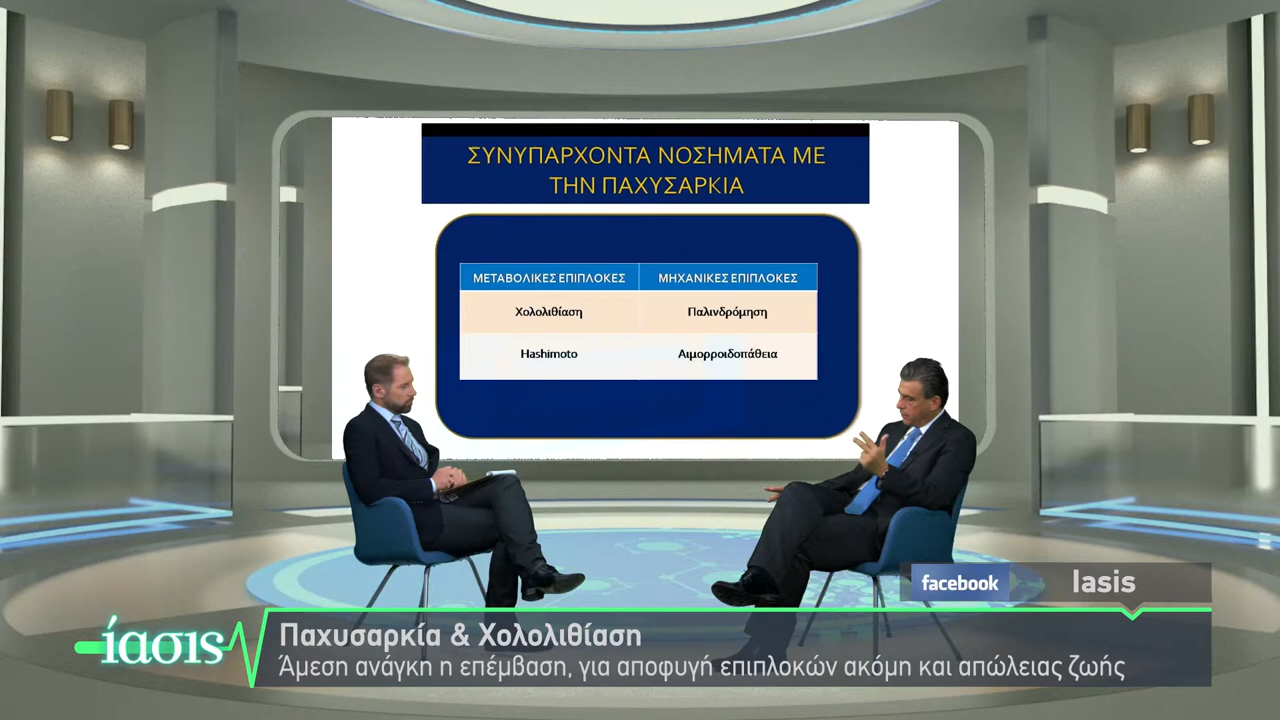 ΣΥΝΥΠΑΡΧΟΝΤΑ ΝΟΣΗΜΑΤΑ ΜΕ
ΤΗΝ ΠΑΧΥΣΑΡΚΙΑ
ΜΕΤΑΒΟΛΙΚΕΣ ΕΠΙΠΛΟΚΕΣ
ΜΗΧΑΝΙΚΕΣ ΕΠΙΠΛΟΚΕΣ
Χολολιθίαση
Παλινδρόμηση
Hashimoto
Αιμορροιδοπάθεια
facebook
Iasis
ίασις
Παχυσαρκία & Χολολιθίαση
Άμεση ανάγκη η επέμβαση, για αποφυγή επιπλοκών ακόμη και απώλειας ζωής